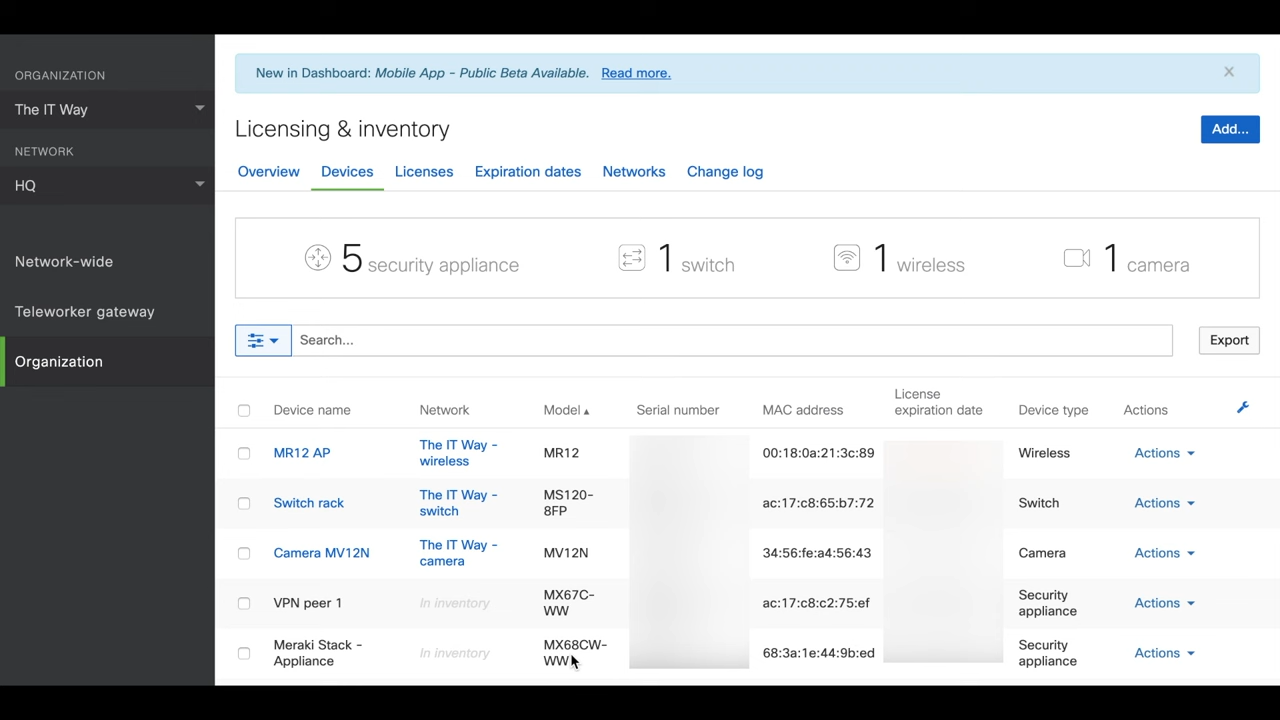 New in Dashboard: Mobile App - Public Beta Available. Read more.
×
ORGANIZATION
The IT Way
NETWORK
HQ
Network-wide
Teleworker gateway
Organization
Licensing & inventory
Add...
Overview Devices Licenses Expiration dates Networks Change log
5 security appliance 1 switch 1 wireless 1 camera
Search...
Export
Device name Network Model▲ Serial number MAC address License expiration date Device type Actions
MR12 AP The IT Way - wireless MR12 00:18:0a:21:3c:89 Wireless Actions
Switch rack The IT Way - switch MS120-8FP ac:17:c8:65:b7:72 Switch Actions
Camera MV12N The IT Way - camera MV12N 34:56:fe:a4:56:43 Camera Actions
VPN peer 1 In inventory MX67C-WW ac:17:c8:c2:75:ef Security appliance Actions
Meraki Stack - Appliance In inventory MX68CW-WW 68:3a:1e:44:9b:ed Security appliance Actions